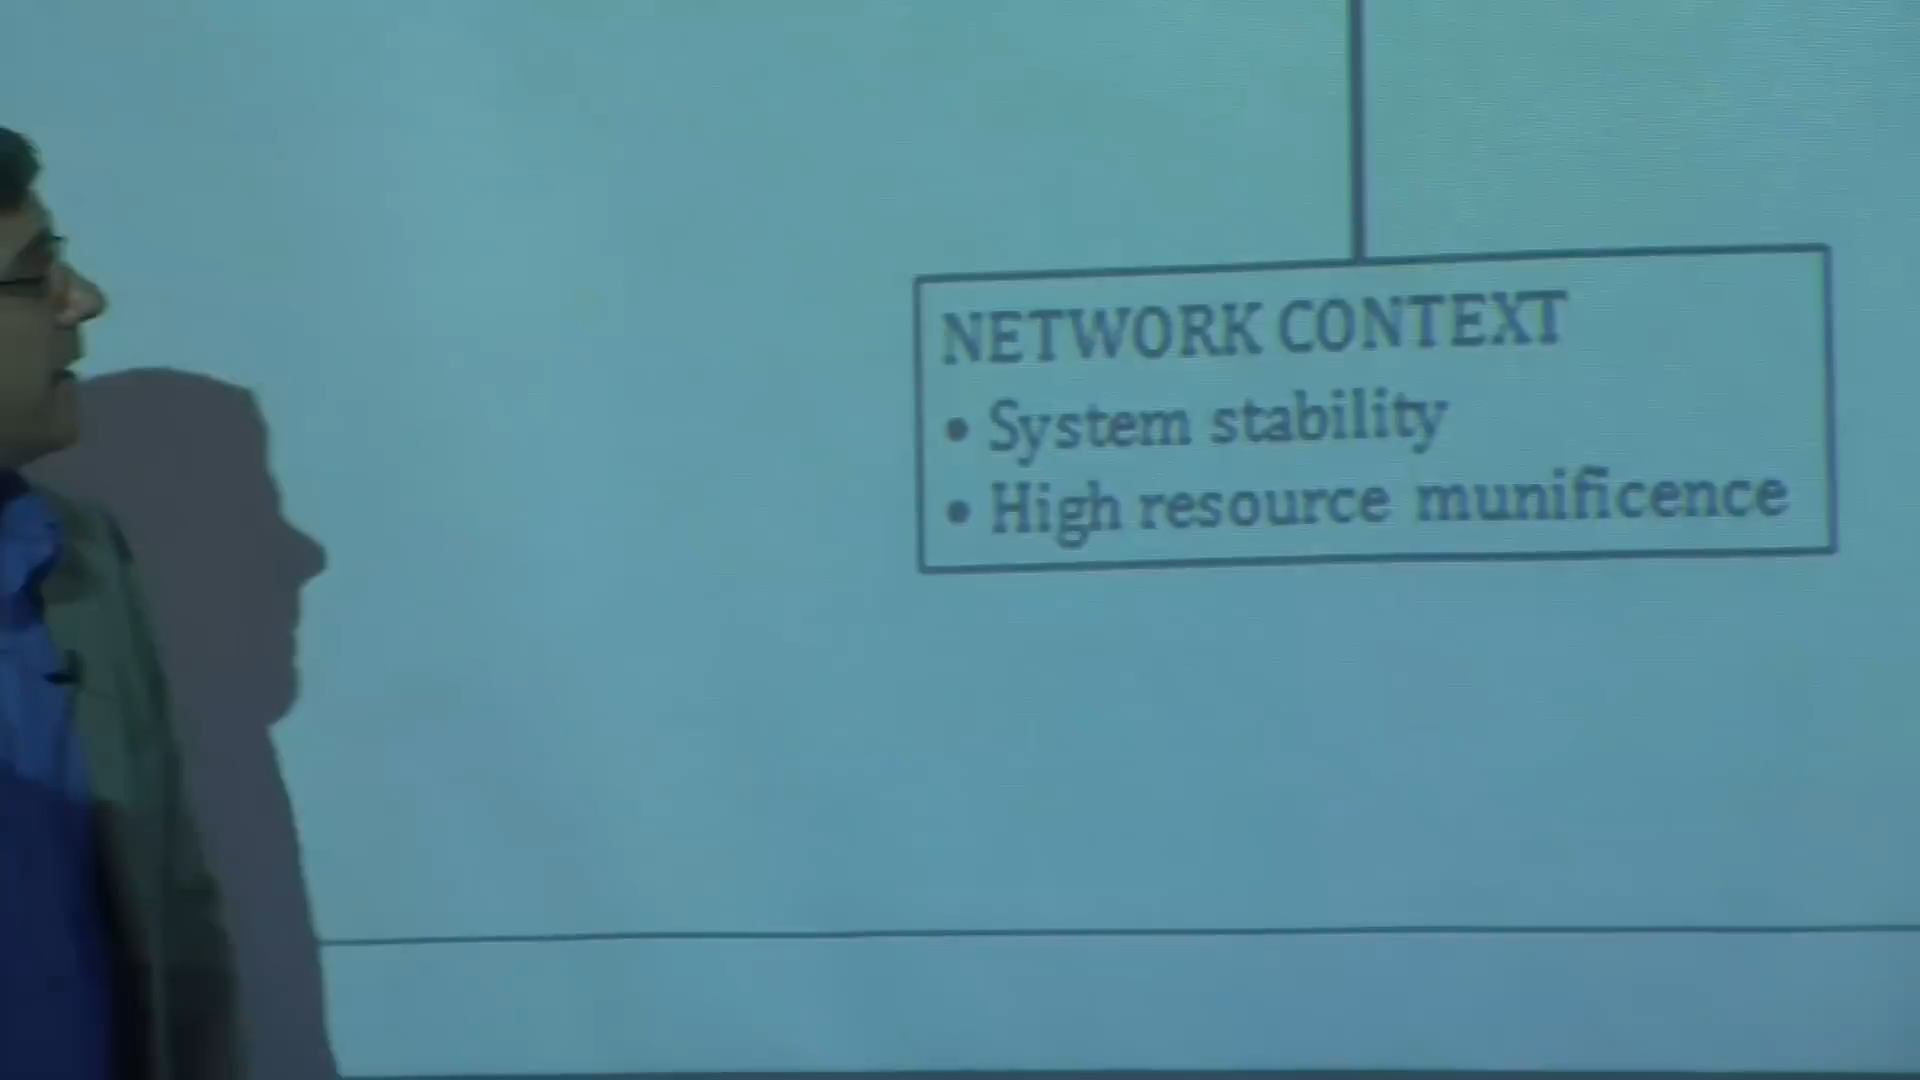 NETWORK CONTEXT
• System stability
• High resource munificence